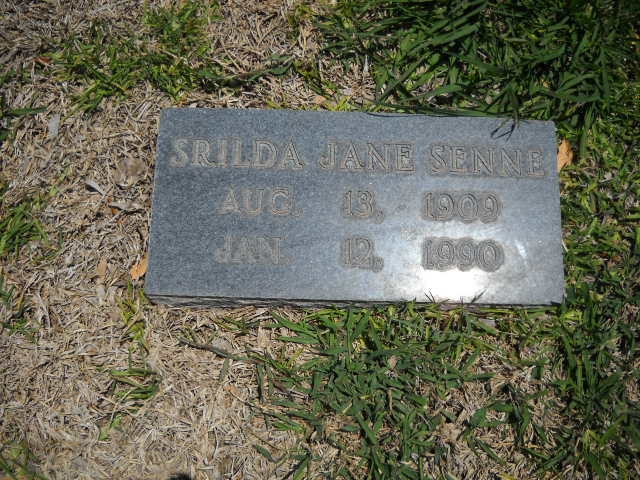 SRILDA JANE SENNE
AUG. 13, 1909
JAN. 12, 1990